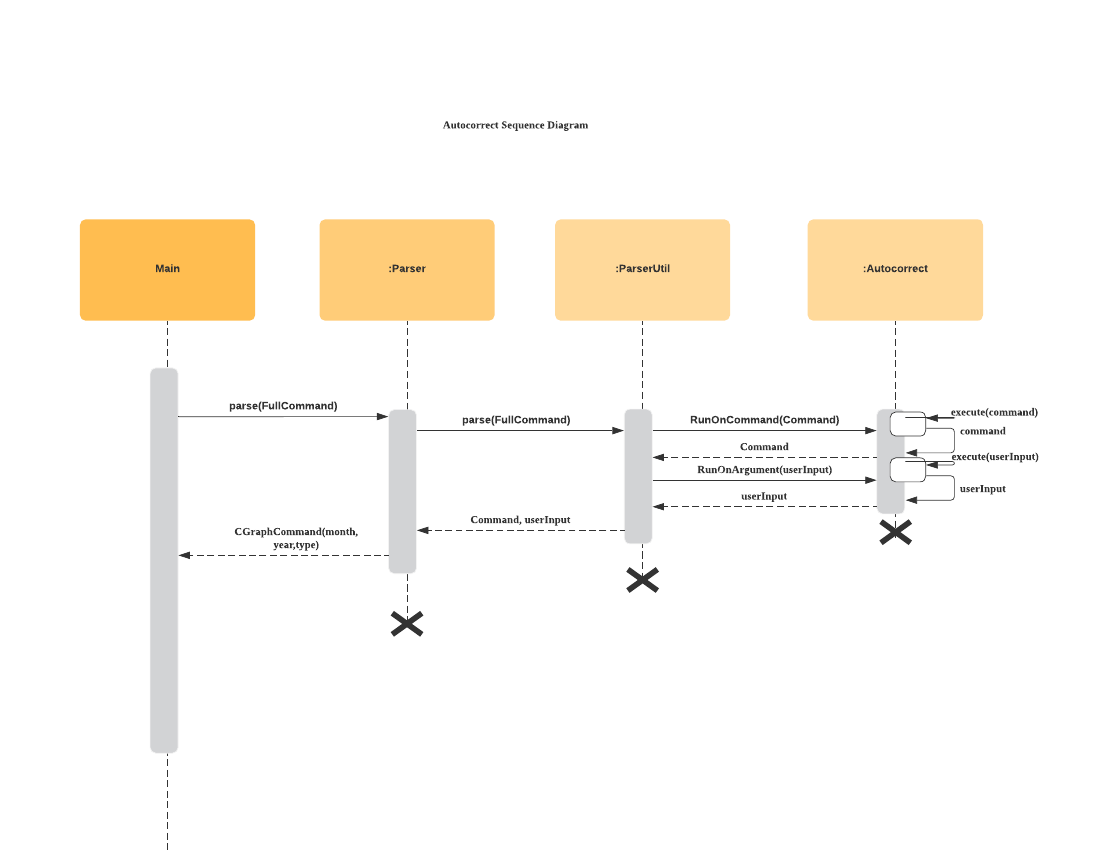 Autocorrect Sequence Diagram
Main
:Parser
:ParserUtil
:Autocorrect
parse(FullCommand)
parse(FullCommand)
RunOnCommand(Command)
execute(command)
command
Command
execute(userInput)
RunOnArgument(userInput)
userInput
userInput
Command, userInput
CGraphCommand(month,
year,type)